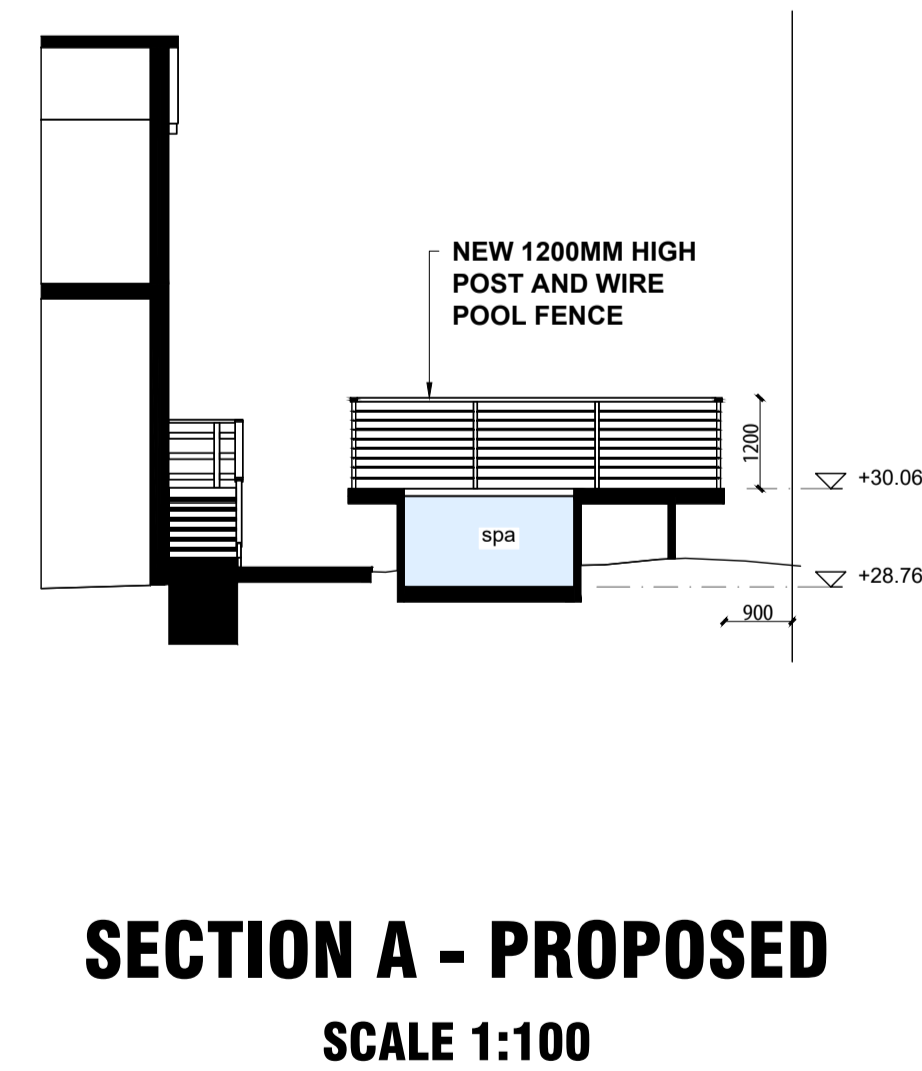 NEW 1200MM HIGH
POST AND WIRE
POOL FENCE
1200
+30.06
spa
+28.76
900
SECTION A - PROPOSED
SCALE 1:100